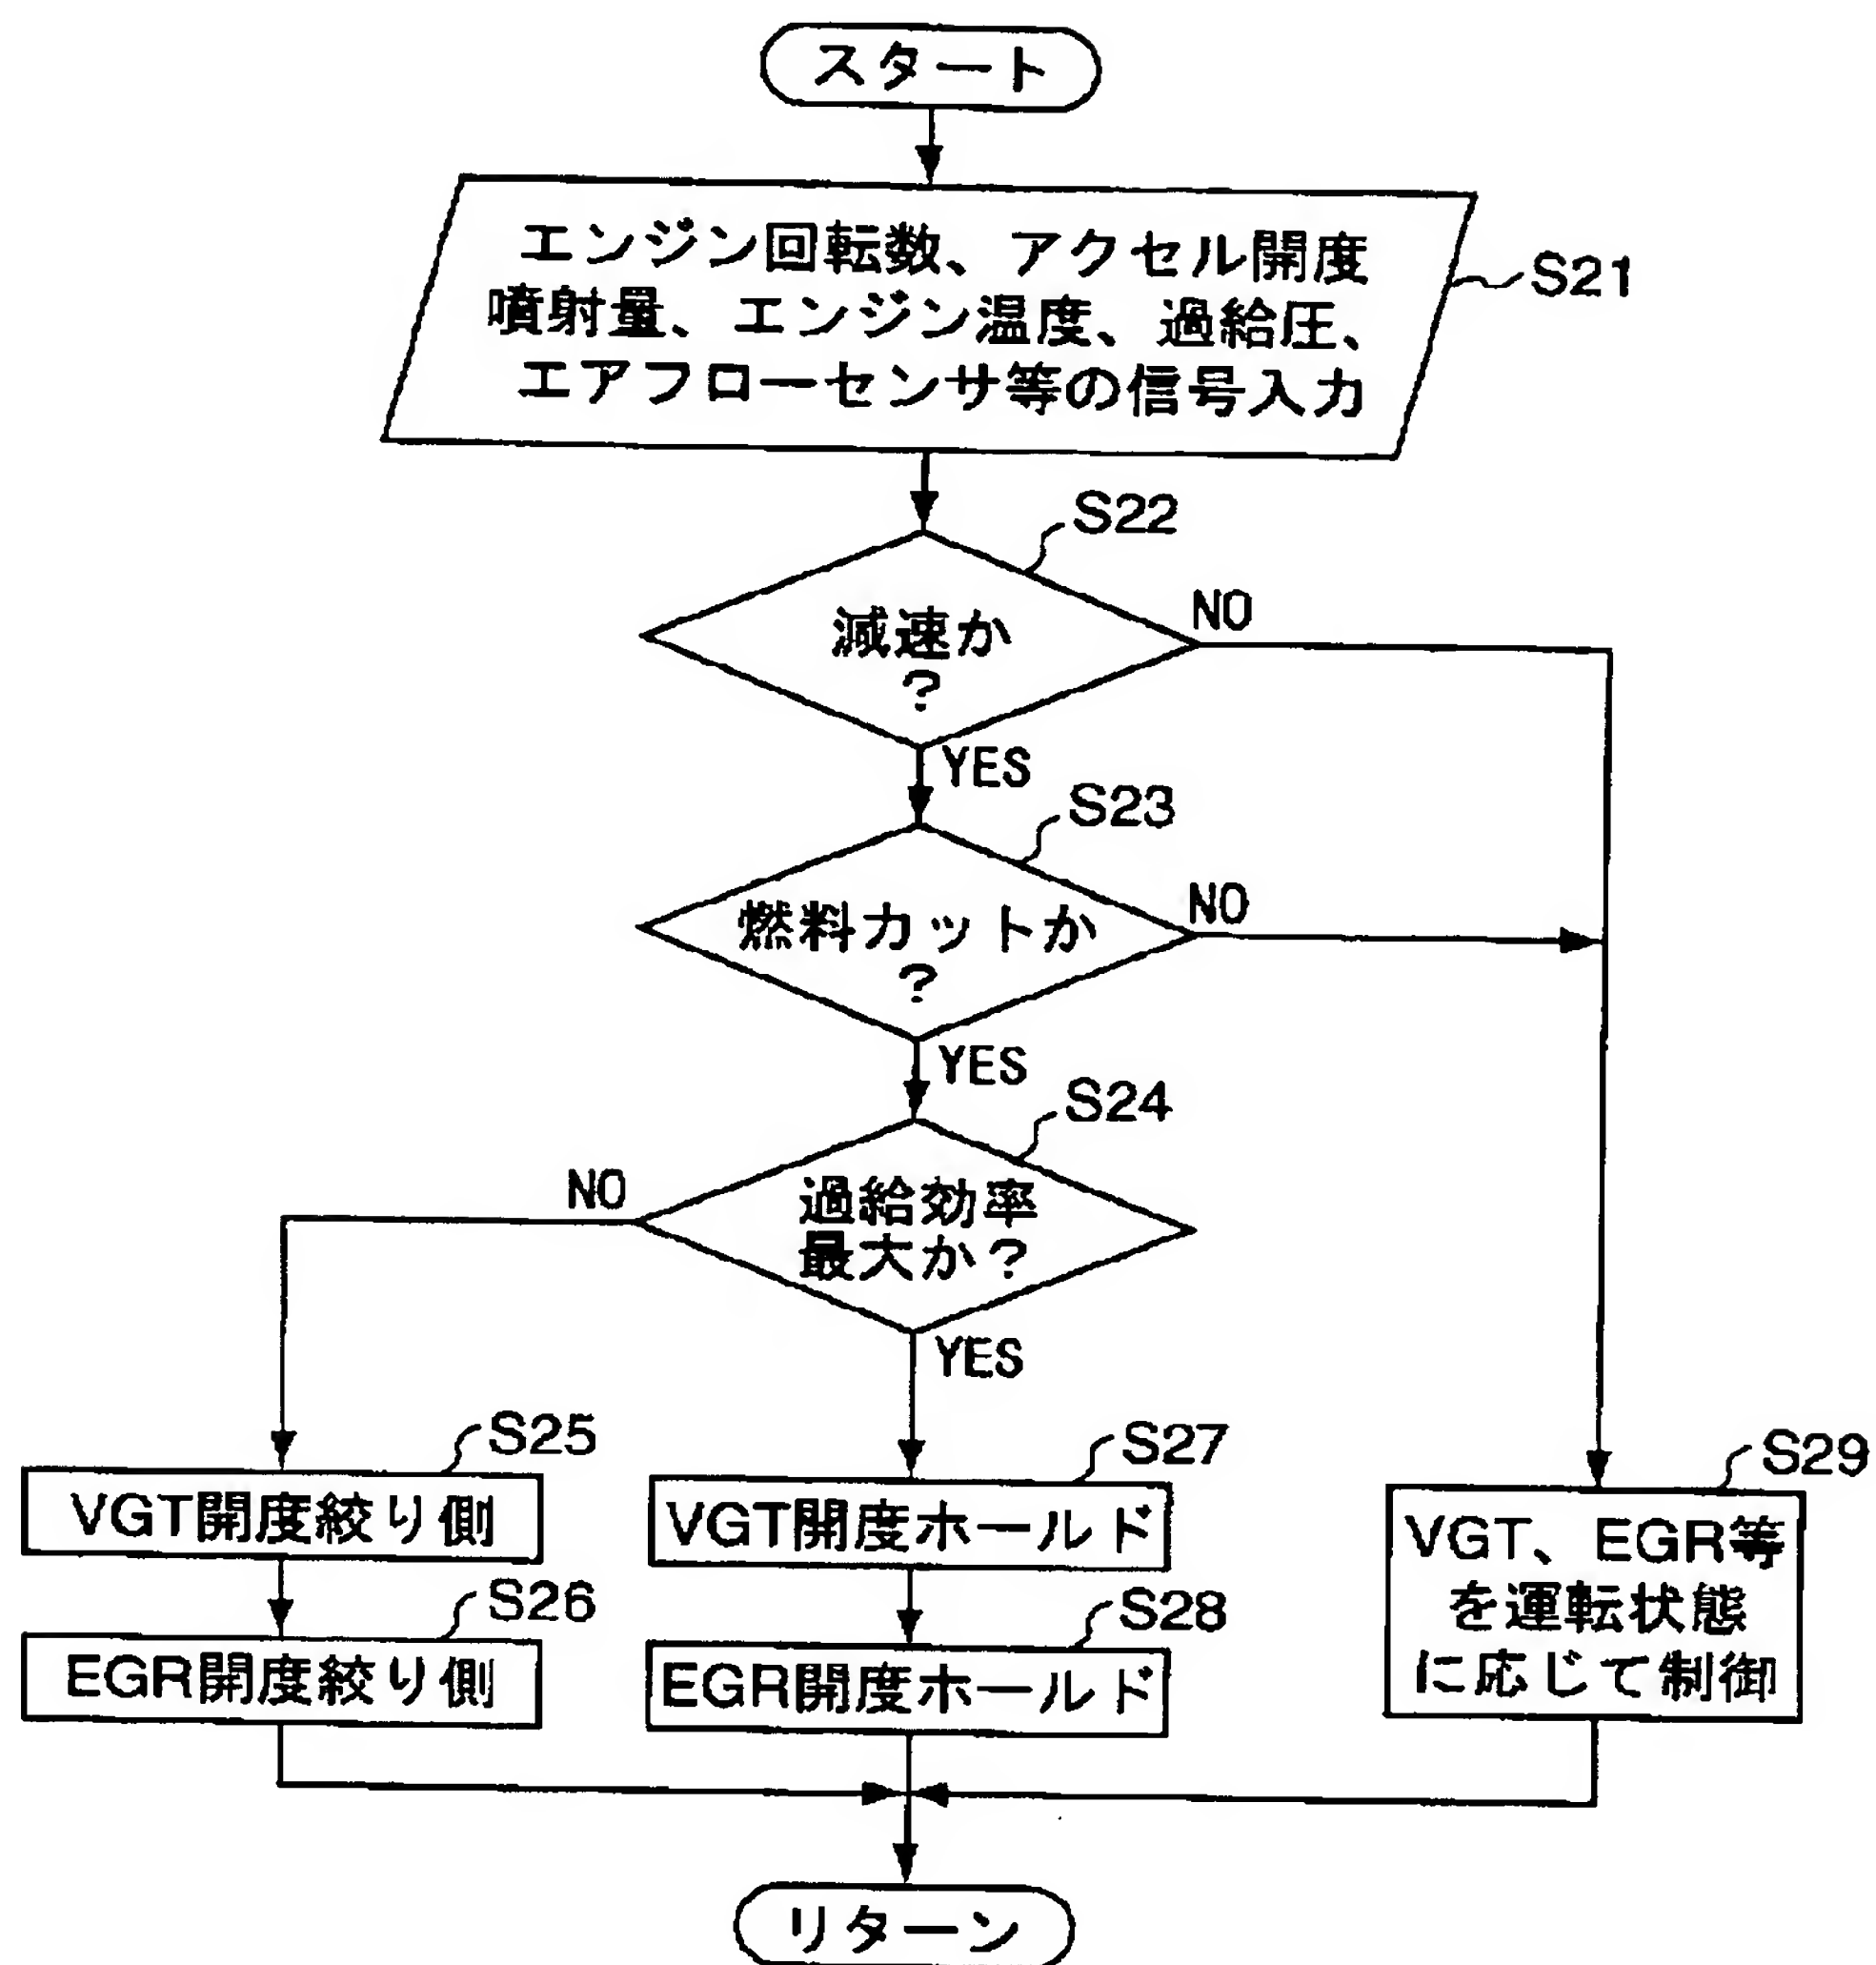 スタート
エンジン回転数、アクセル開度
噴射量、エンジン温度、過給圧、
エアフローセンサ等の信号入力
S21
S22
減速か
?
NO
YES
S23
燃料カットか
?
NO
YES
S24
過給効率
最大か?
NO
YES
S25
VGT開度絞り側
S26
EGR開度絞り側
S27
VGT開度ホールド
S28
EGR開度ホールド
S29
VGT、EGR等
を運転状態
に応じて制御
リターン